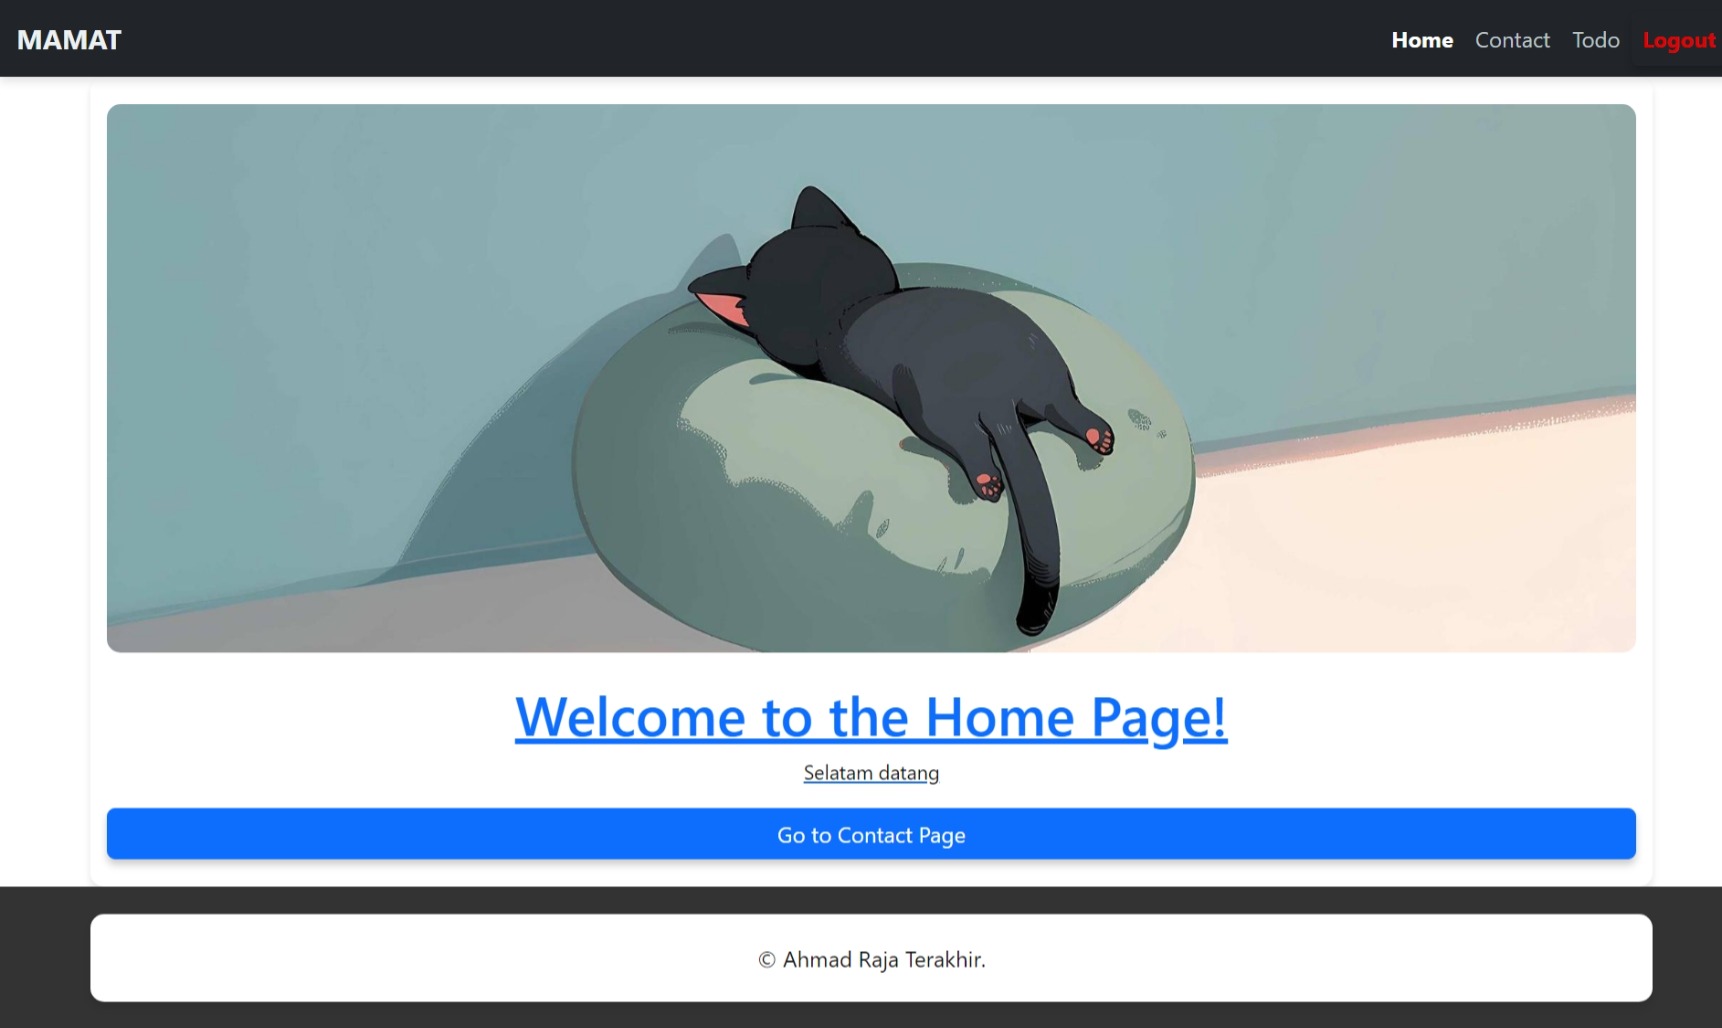 MAMAT
Home Contact Todo Logout
Welcome to the Home Page!
Selatam datang
Go to Contact Page
© Ahmad Raja Terakhir.